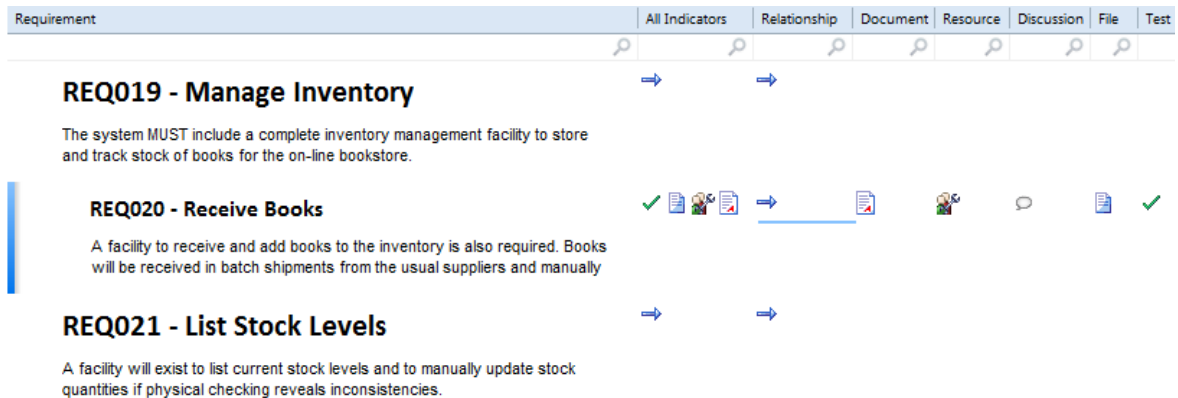 Requirement All Indicators Relationship Document Resource Discussion File Test
REQ019 - Manage Inventory
The system MUST include a complete inventory management facility to store
and track stock of books for the on-line bookstore.
REQ020 - Receive Books
A facility to receive and add books to the inventory is also required. Books
will be received in batch shipments from the usual suppliers and manually
REQ021 - List Stock Levels
A facility will exist to list current stock levels and to manually update stock
quantities if physical checking reveals inconsistencies.